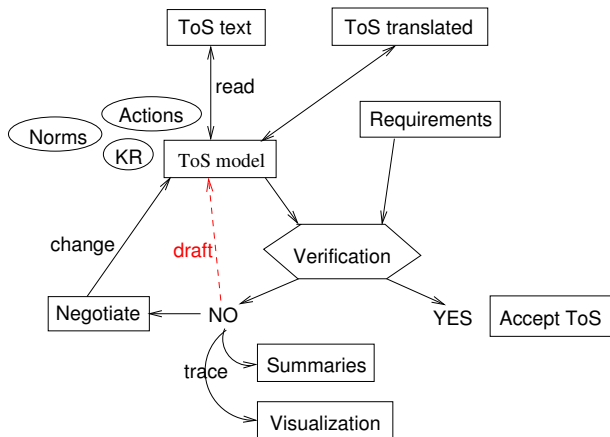 ToS text
ToS translated
read
Actions
Requirements
Norms
KR
ToS model
change
draft
Verification
Negotiate
NO
YES
Accept ToS
Summaries
trace
Visualization